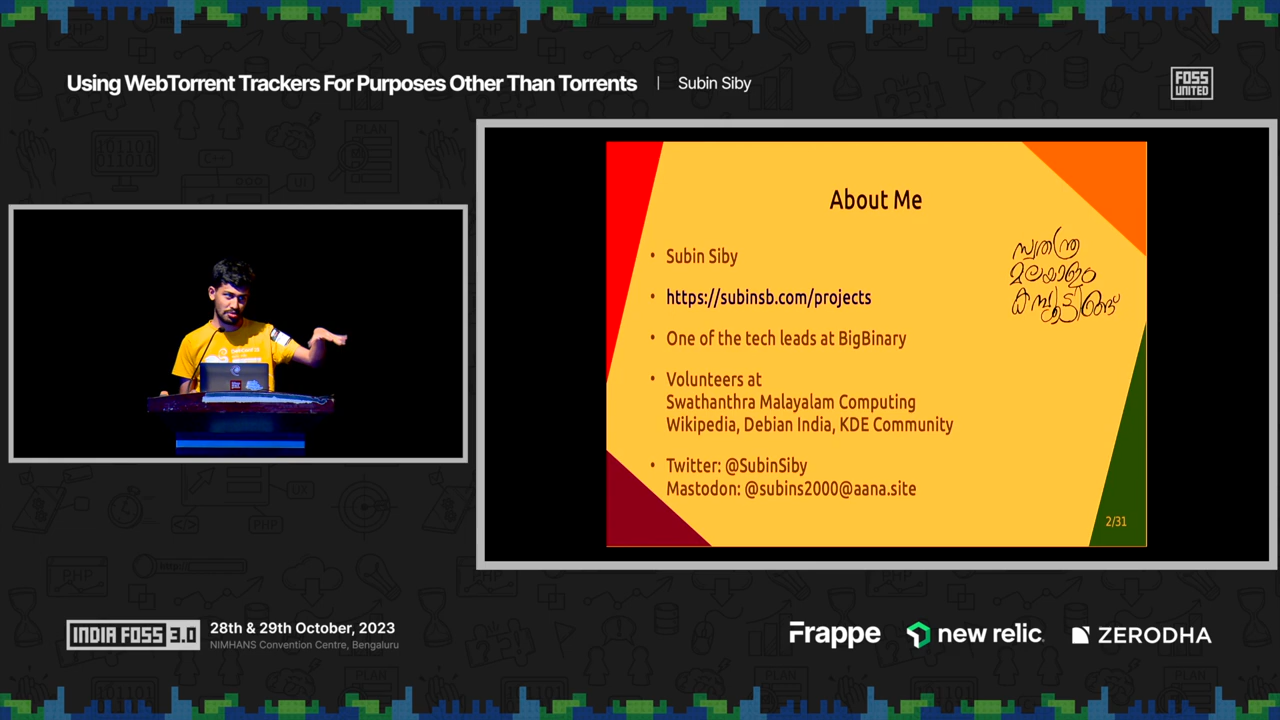 Using WebTorrent Trackers For Purposes Other Than Torrents | Subin Siby
FOSS
UNITED
About Me
സ്വതന്ത്ര
മലയാളം
കമ്പ്യൂട്ടിങ്ങ്
• Subin Siby
• https://subinsb.com/projects
• One of the tech leads at BigBinary
• Volunteers at
Swathanthra Malayalam Computing
Wikipedia, Debian India, KDE Community
• Twitter: @SubinSiby
Mastodon: @subins2000@aana.site
2/31
INDIA FOSS 3.0
28th & 29th October, 2023
NIMHANS Convention Centre, Bengaluru
Frappe
new relic
ZERODHA